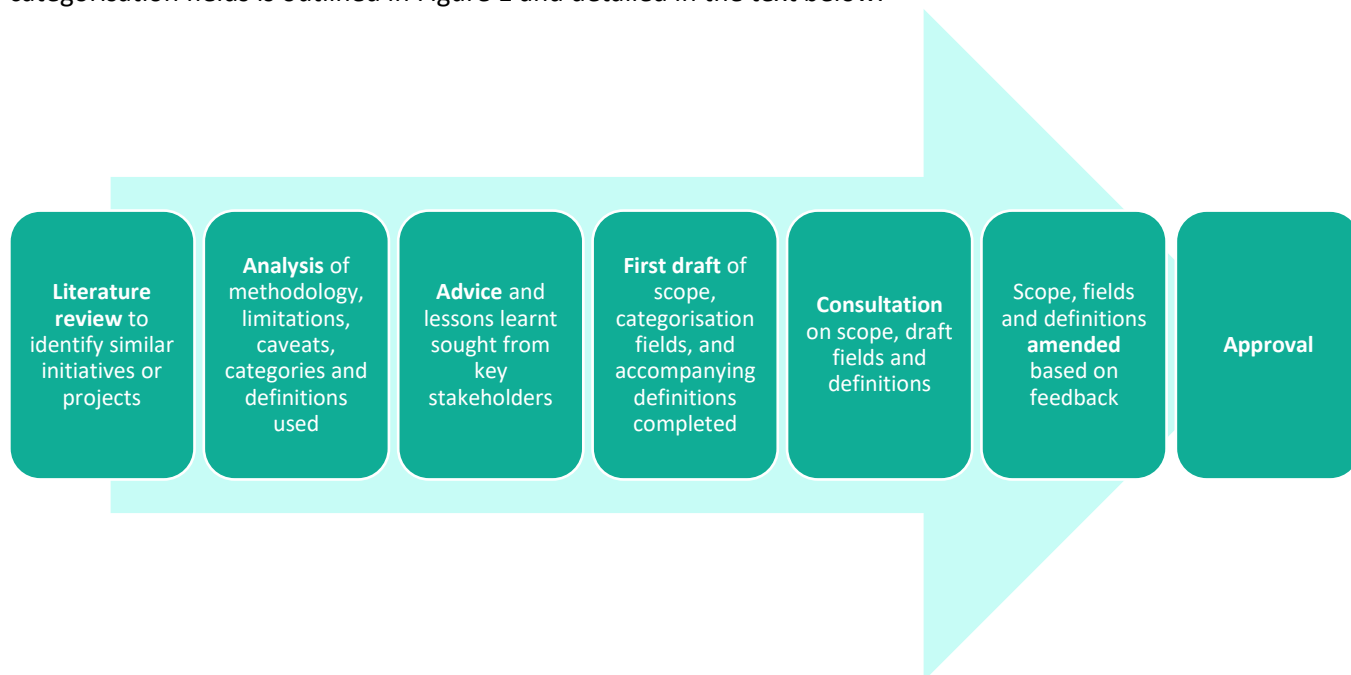 categorisation fields is outlined in Figure 1 and detailed in the text below.
Literature
review to
identify similar
initiatives or
projects
Analysis of
methodology,
limitations,
caveats,
categories and
definitions
used
Advice and
lessons learnt
sought from
key
stakeholders
First draft of
scope,
categorisation
fields, and
accompanying
definitions
completed
Consultation
on scope, draft
fields and
definitions
Scope, fields
and definitions
amended
based on
feedback
Approval